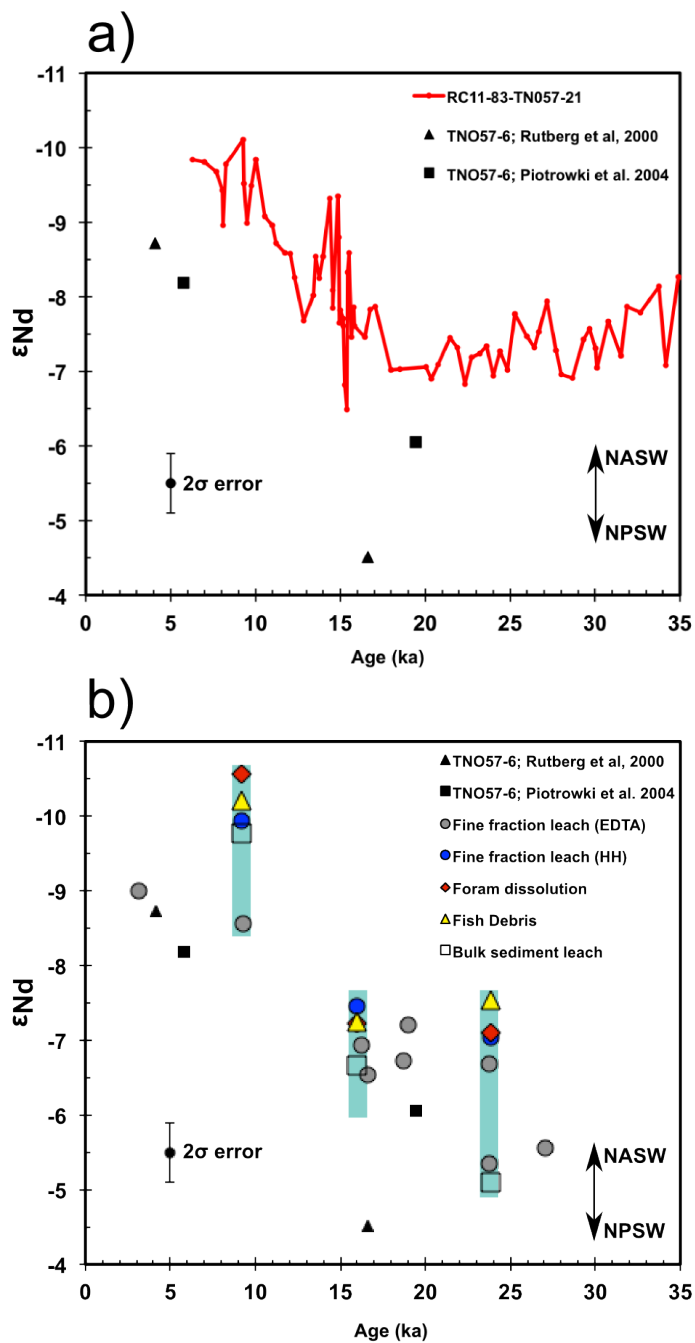 a)
-11
RC11-83-TN057-21
-10
TNO57-6; Rutberg et al, 2000
TNO57-6; Piotrowki et al. 2004
-9
-8
εNd
-7
-6
NASW
2σ error
-5
NPSW
-4
0 5 10 15 20 25 30 35
Age (ka)
b)
-11
TNO57-6; Rutberg et al, 2000
TNO57-6; Piotrowki et al. 2004
-10
Fine fraction leach (EDTA)
Fine fraction leach (HH)
-9
Foram dissolution
Fish Debris
-8
Bulk sediment leach
εNd
-7
-6
NASW
2σ error
-5
NPSW
-4
0 5 10 15 20 25 30 35
Age (ka)